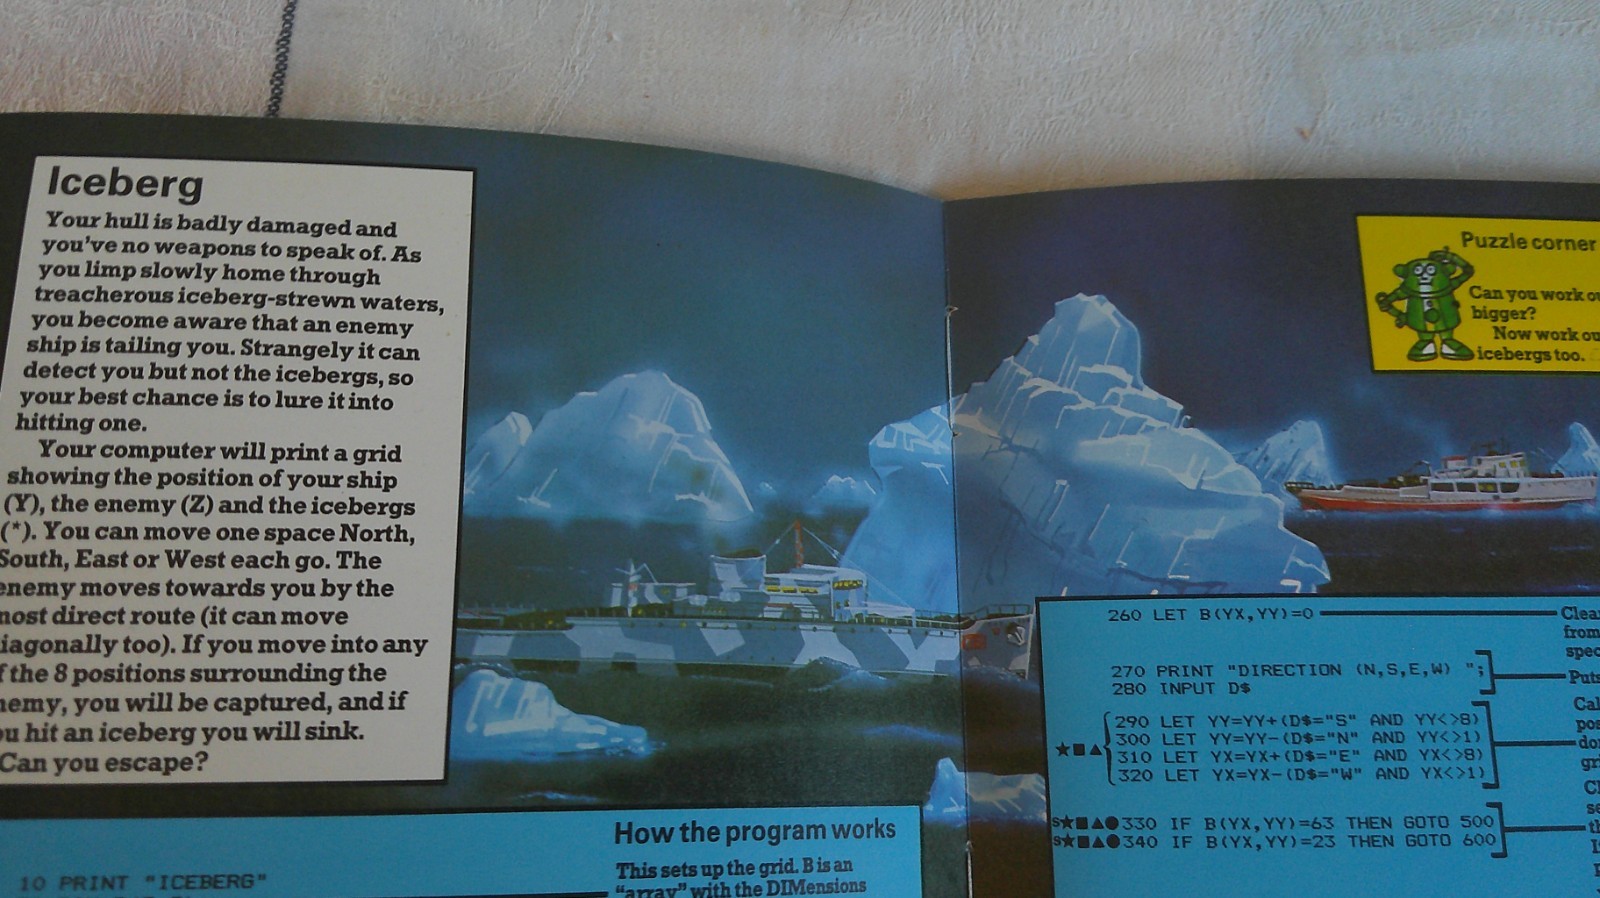 Iceberg
Your hull is badly damaged and
you've no weapons to speak of. As
you limp slowly home through
treacherous iceberg-strewn waters,
you become aware that an enemy
ship is tailing you. Strangely it can
detect you but not the icebergs, so
your best chance is to lure it into
hitting one.
Your computer will print a grid
showing the position of your ship
(Y), the enemy (Z) and the icebergs
(*). You can move one space North,
South, East or West each go. The
enemy moves towards you by the
most direct route (it can move
diagonally too). If you move into any
of the 8 positions surrounding the
enemy, you will be captured, and if
you hit an iceberg you will sink.
Can you escape?
How the program works
This sets up the grid. B is an
"array" with the DIMensions
10 PRINT "ICEBERG"
Puzzle corner
Can you work
bigger?
Now work
icebergs too.
260 LET B(YX,YY)=0
270 PRINT "DIRECTION (N,S,E,W) ";
280 INPUT D$
★■▲ 290 LET YY=YY+(D$="S" AND YY<>8)
300 LET YY=YY-(D$="N" AND YY<>1)
310 LET YX=YX+(D$="E" AND YX<>8)
320 LET YX=YX-(D$="W" AND YX<>1)
S★■▲●330 IF B(YX,YY)=63 THEN GOTO 500
S★■▲●340 IF B(YX,YY)=23 THEN GOTO 600
from
Puts